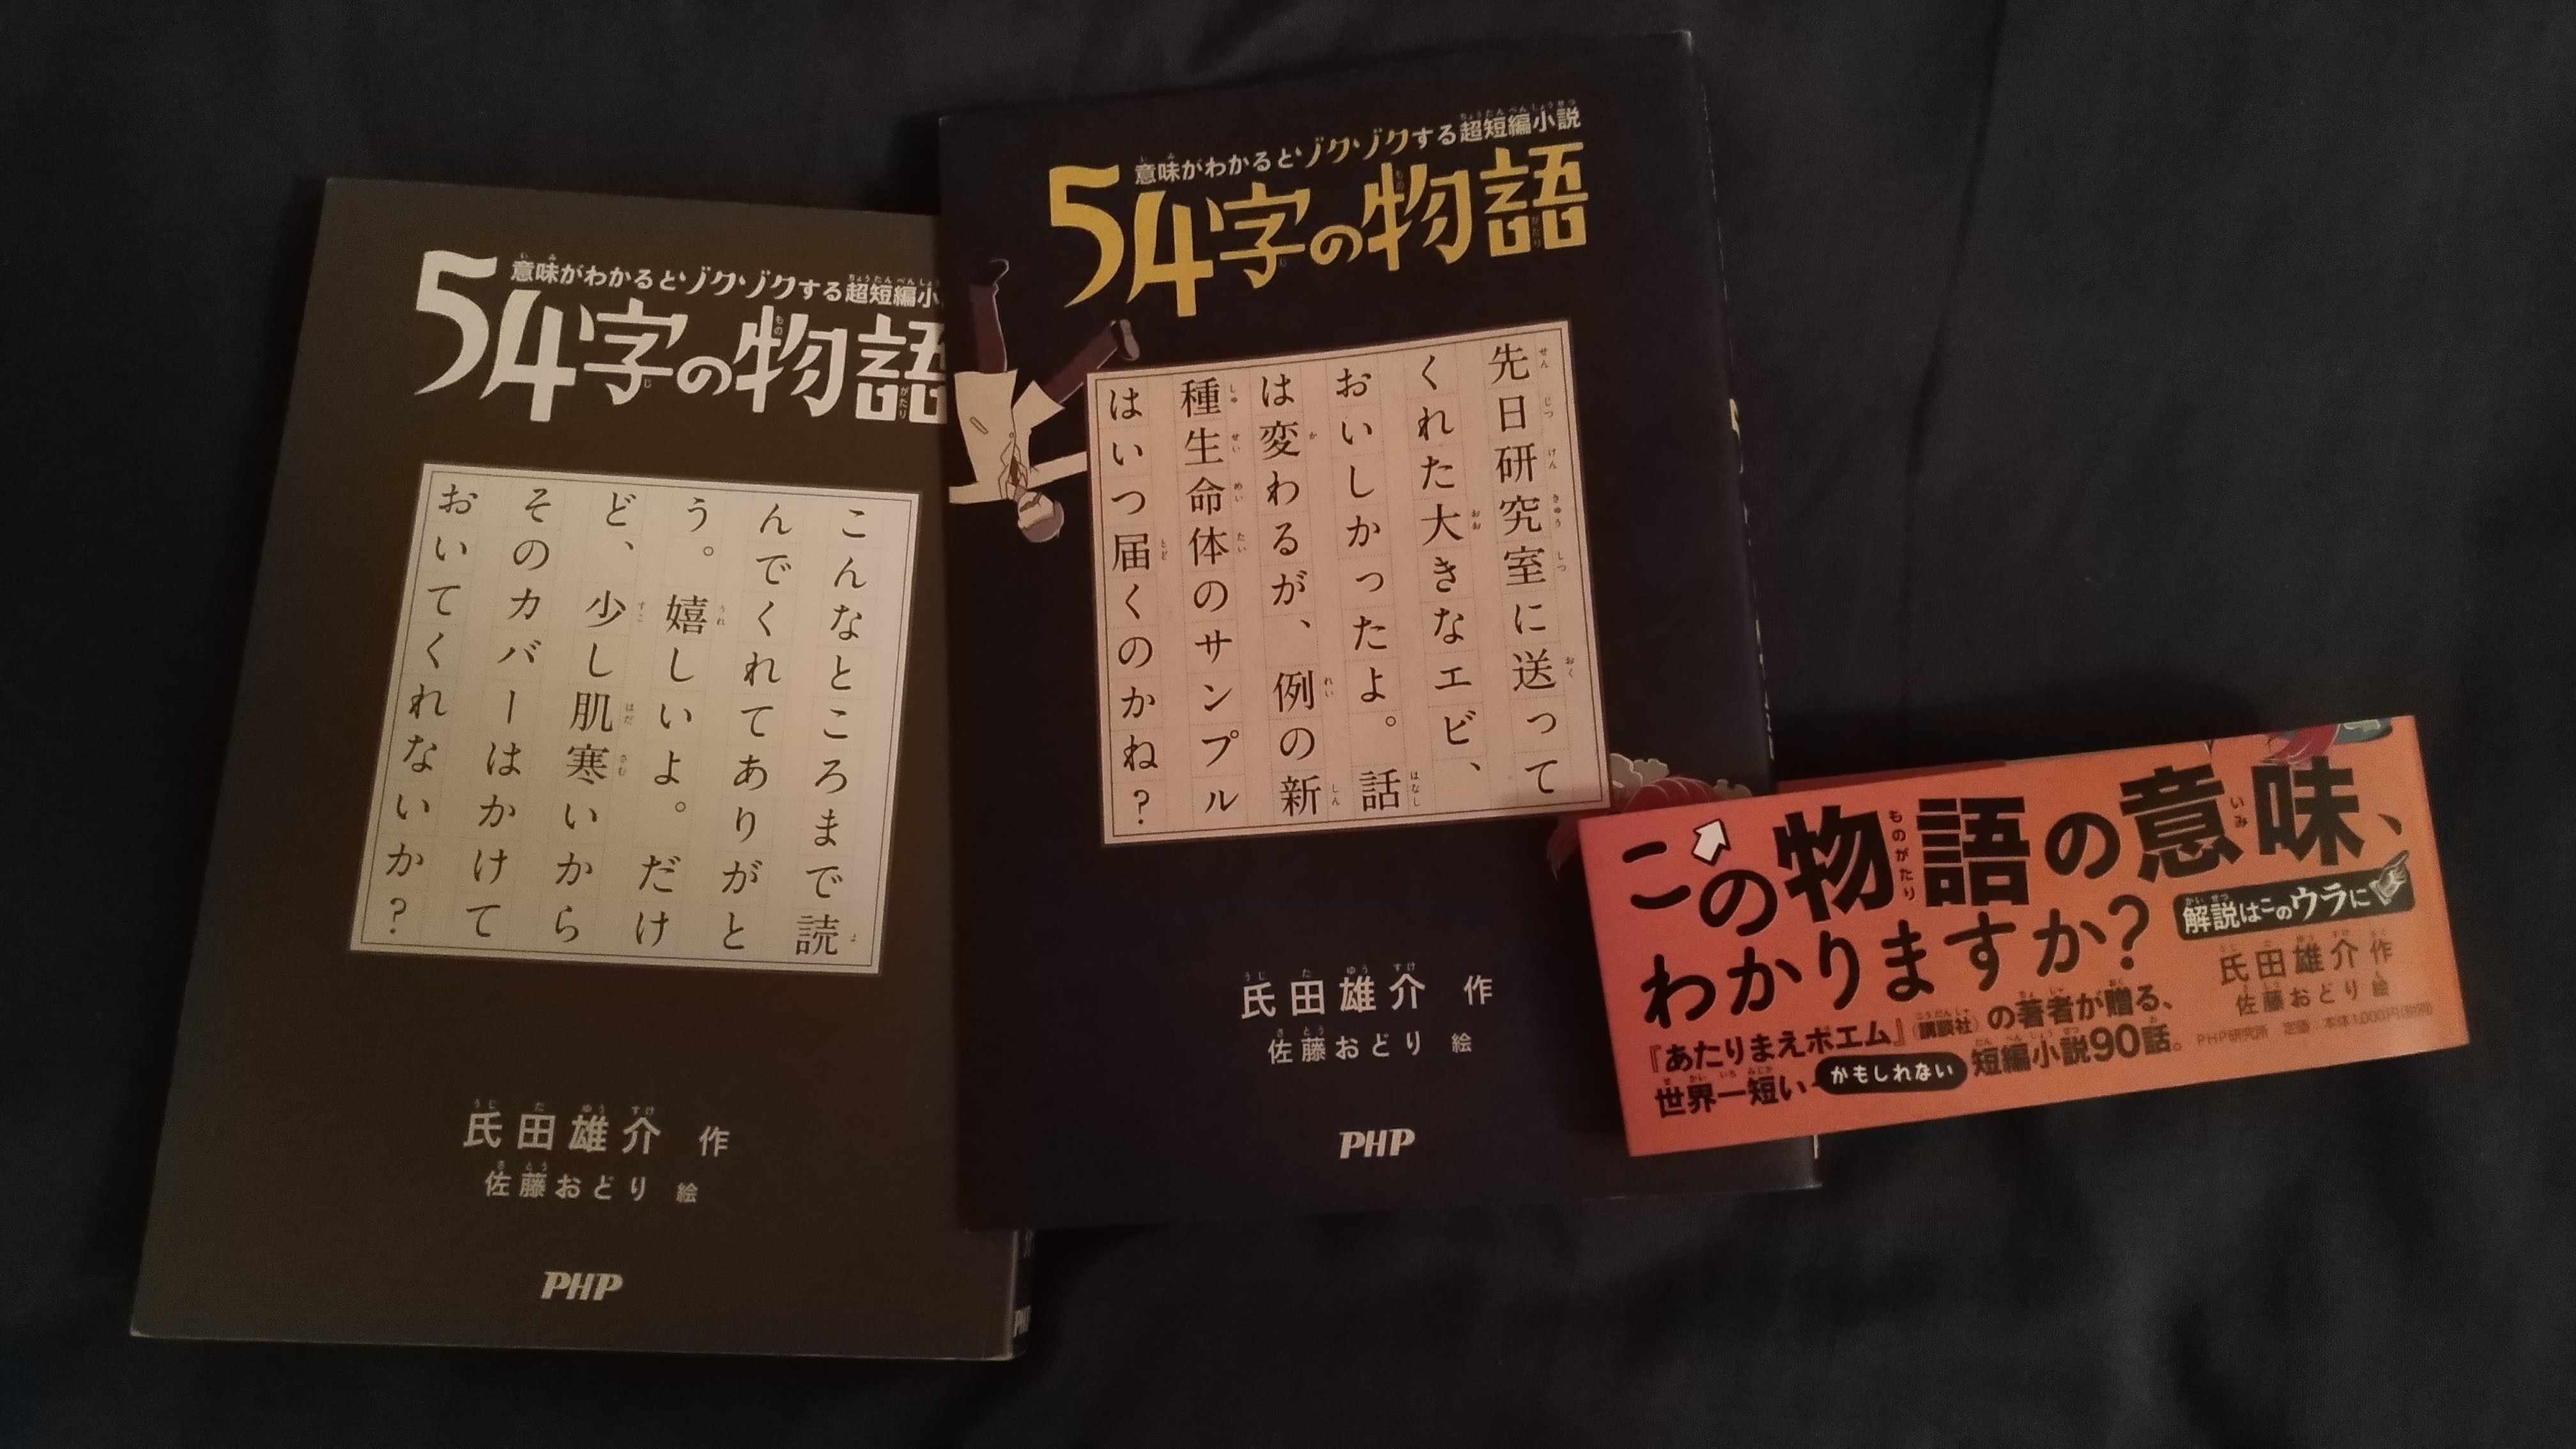 意味がわかるとゾクゾクする超短編小
54字の物語
こんなところまで読
んでくれてありがと
う。嬉しいよ。だけ
ど、少し肌寒いから
そのカバーはかけて
おいてくれないか?
氏田雄介 作
佐藤おどり 絵
PHP
意味がわかるとゾクゾクする超短編小説
54字の物語
先日研究室に送って
くれた大きなエビ、
おいしかったよ。話
は変わるが、例の新
種生命体のサンプル
はいつ届くのかね?
氏田雄介 作
佐藤おどり 絵
PHP
この物語の意味、
わかりますか?
解説はこのウラに
『あたりまえポエム』(講談社)の著者が贈る、
世界一短いかもしれない短編小説90話。
氏田雄介 作
佐藤おどり 絵
PHP研究所 定価:本体1,000円(税別)